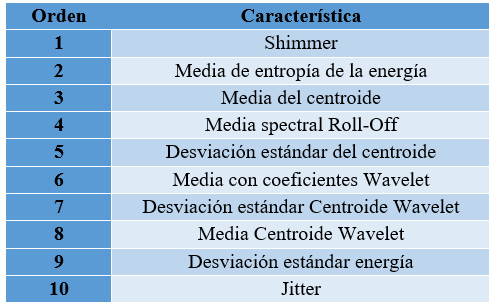 Orden Característica
1 Shimmer
2 Media de entropía de la energía
3 Media del centroide
4 Media spectral Roll-Off
5 Desviación estándar del centroide
6 Media con coeficientes Wavelet
7 Desviación estándar Centroide Wavelet
8 Media Centroide Wavelet
9 Desviación estándar energía
10 Jitter